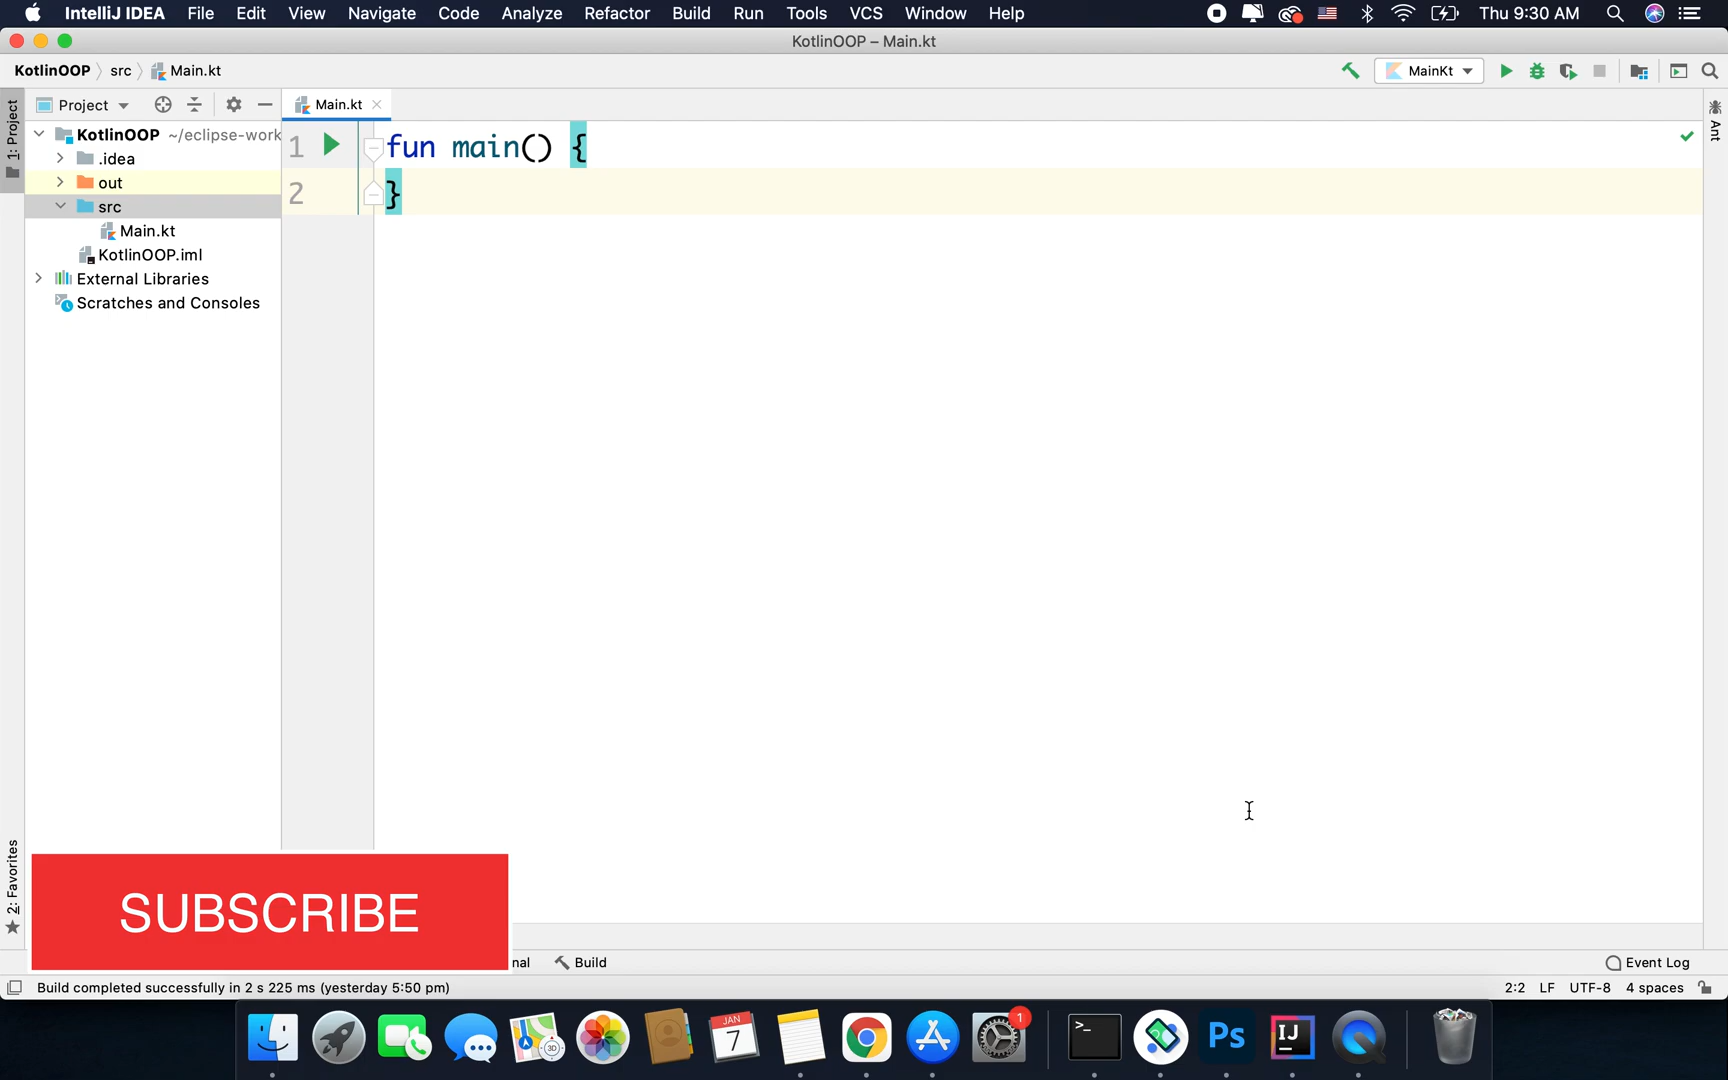 IntelliJ IDEA File Edit View Navigate Code Analyze Refactor Build Run Tools VCS Window Help Thu 9:30 AM
KotlinOOP – Main.kt
KotlinOOP src Main.kt MainKt
1: Project
Project
Main.kt
Ant
KotlinOOP ~/eclipse-work
.idea
out
src
Main.kt
KotlinOOP.iml
External Libraries
Scratches and Consoles
1 fun main() {
2 }
2: Favorites
SUBSCRIBE
nal Build Event Log
Build completed successfully in 2 s 225 ms (yesterday 5:50 pm) 2:2 LF UTF-8 4 spaces
3D
JAN
7
1
>_
Ps
IJ